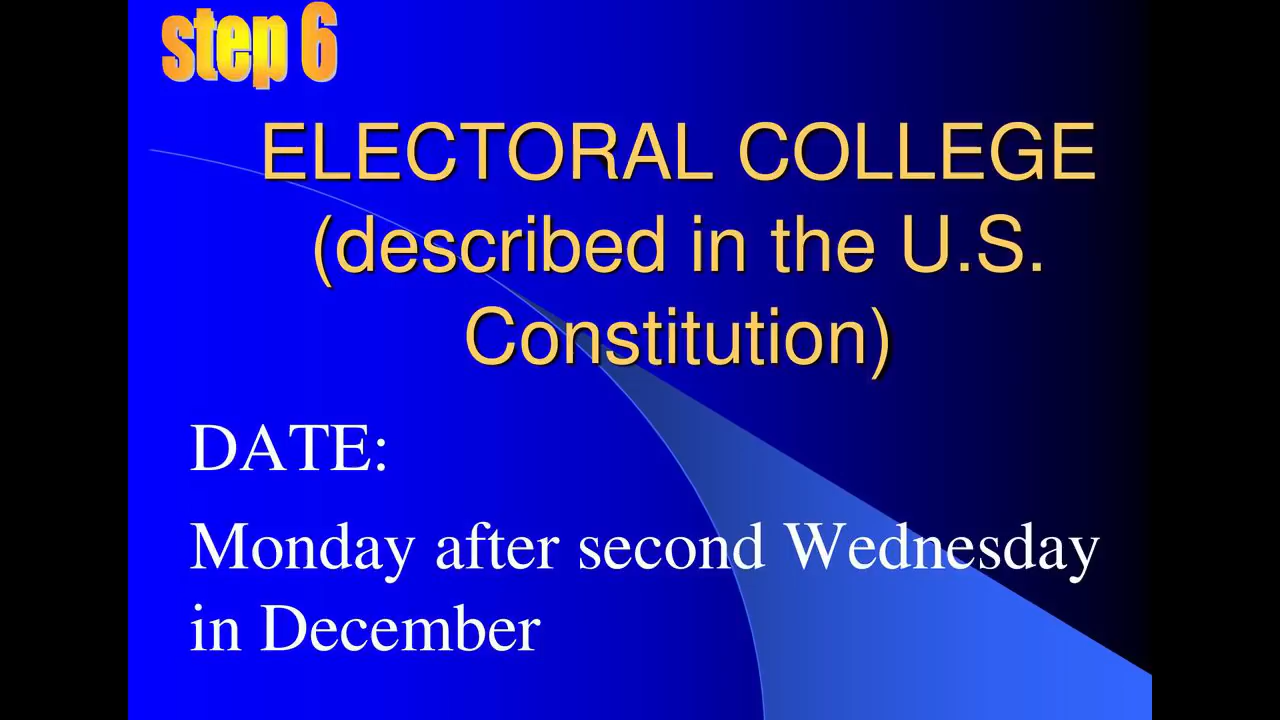 step 6
ELECTORAL COLLEGE
(described in the U.S.
Constitution)
DATE:
Monday after second Wednesday
in December